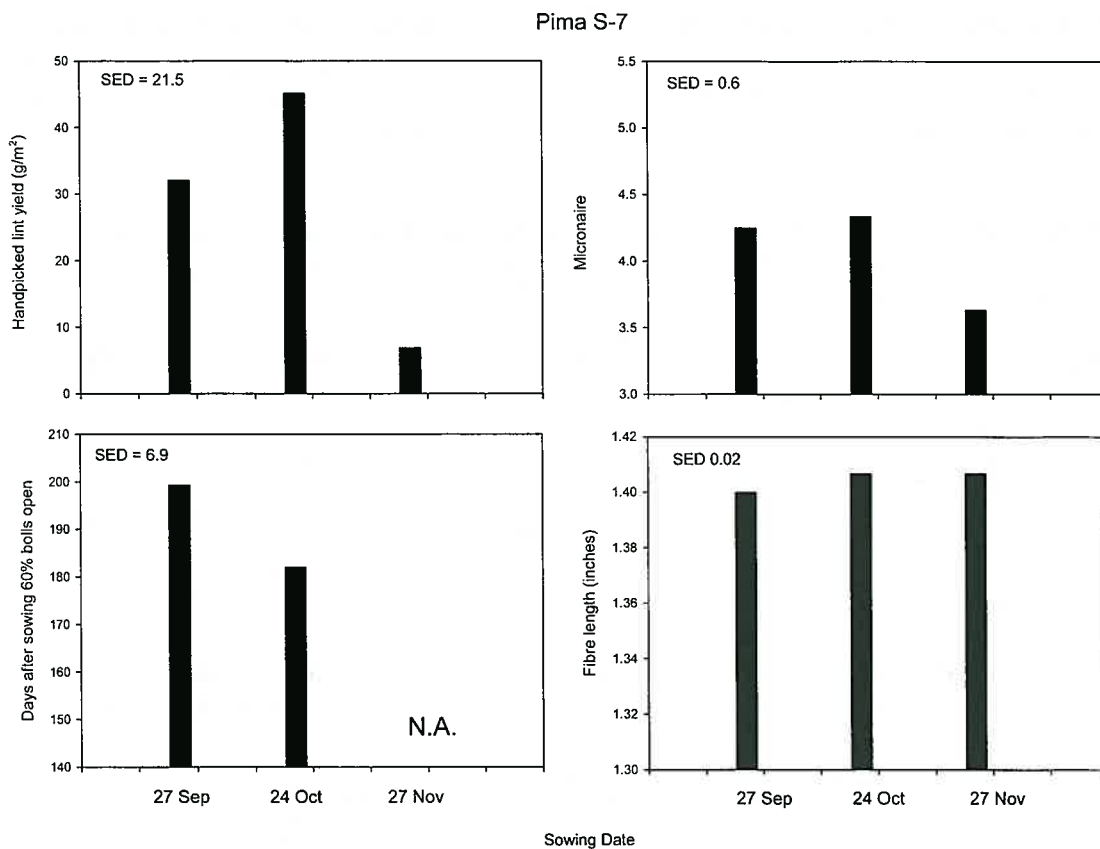 Pima S-7
SED = 21.5
Handpicked lint yield (g/m²)
50
40
30
20
10
0
SED = 0.6
Micronaire
5.5
5.0
4.5
4.0
3.5
3.0
SED = 6.9
Days after sowing 60% bolls open
210
200
190
180
170
160
150
140
N.A.
27 Sep 24 Oct 27 Nov
SED 0.02
Fibre length (inches)
1.42
1.40
1.38
1.36
1.34
1.32
1.30
27 Sep 24 Oct 27 Nov
Sowing Date